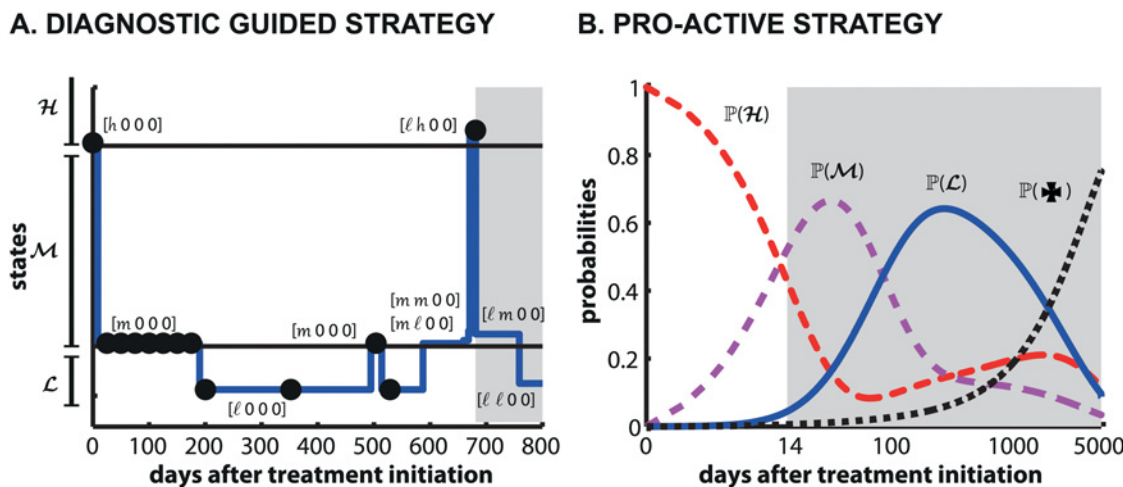 A. DIAGNOSTIC GUIDED STRATEGY
states
ℋ
ℳ
ℒ
[h 0 0 0]
[ℓ h 0 0]
[m 0 0 0]
[m 0 0 0]
[m m 0 0]
[m ℓ 0 0]
[ℓ m 0 0]
[ℓ 0 0 0]
[ℓ ℓ 0 0]
0 100 200 300 400 500 600 700 800
days after treatment initiation
B. PRO-ACTIVE STRATEGY
probabilities
1
0.8
0.6
0.4
0.2
0
ℙ(ℋ)
ℙ(ℳ)
ℙ(ℒ)
ℙ(✠)
0 14 100 1000 5000
days after treatment initiation